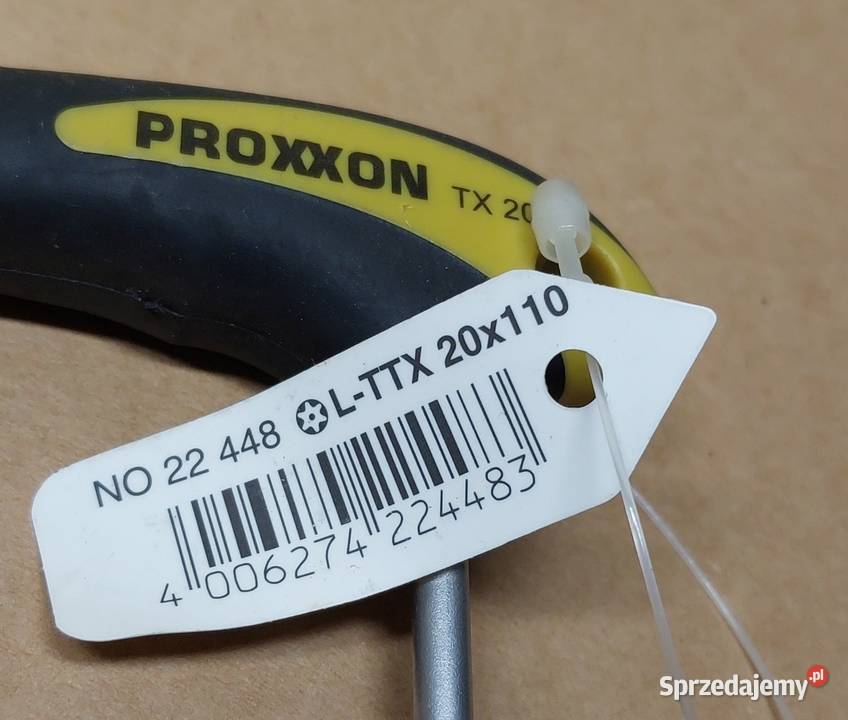 PROXXON TX 20
NO 22 448 L-TTX 20x110
4 006274 224483
Sprzedajemy.pl